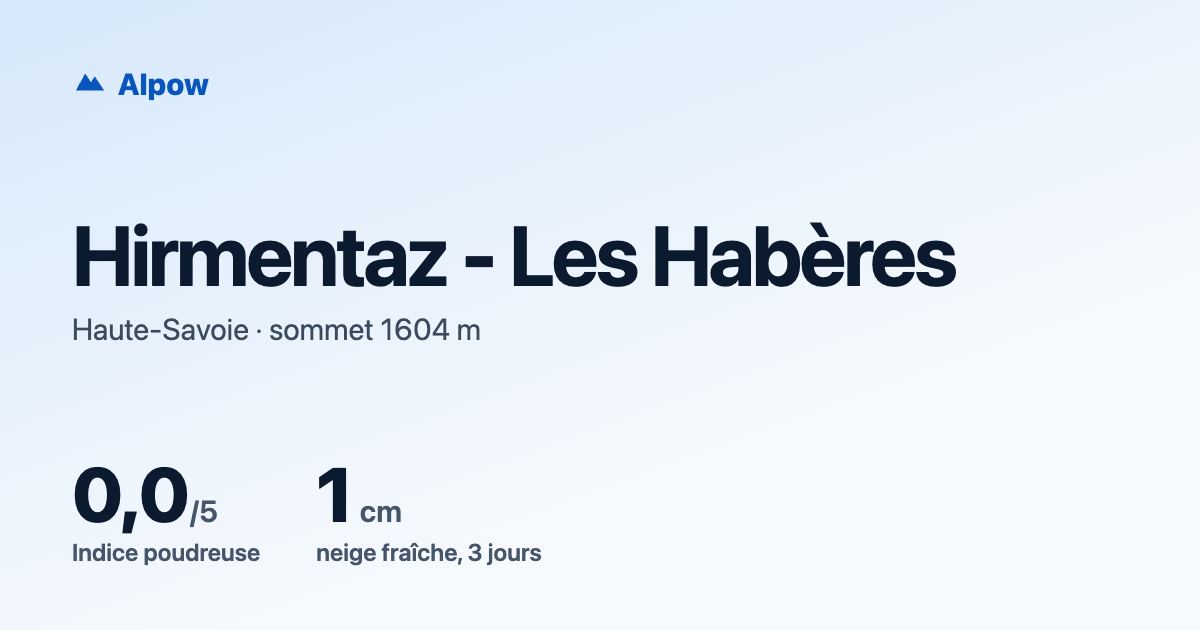 Alpow
Hirmentaz - Les Habères
Haute-Savoie · sommet 1604 m
0,0/5
1 cm
Indice poudreuse
neige fraîche, 3 jours